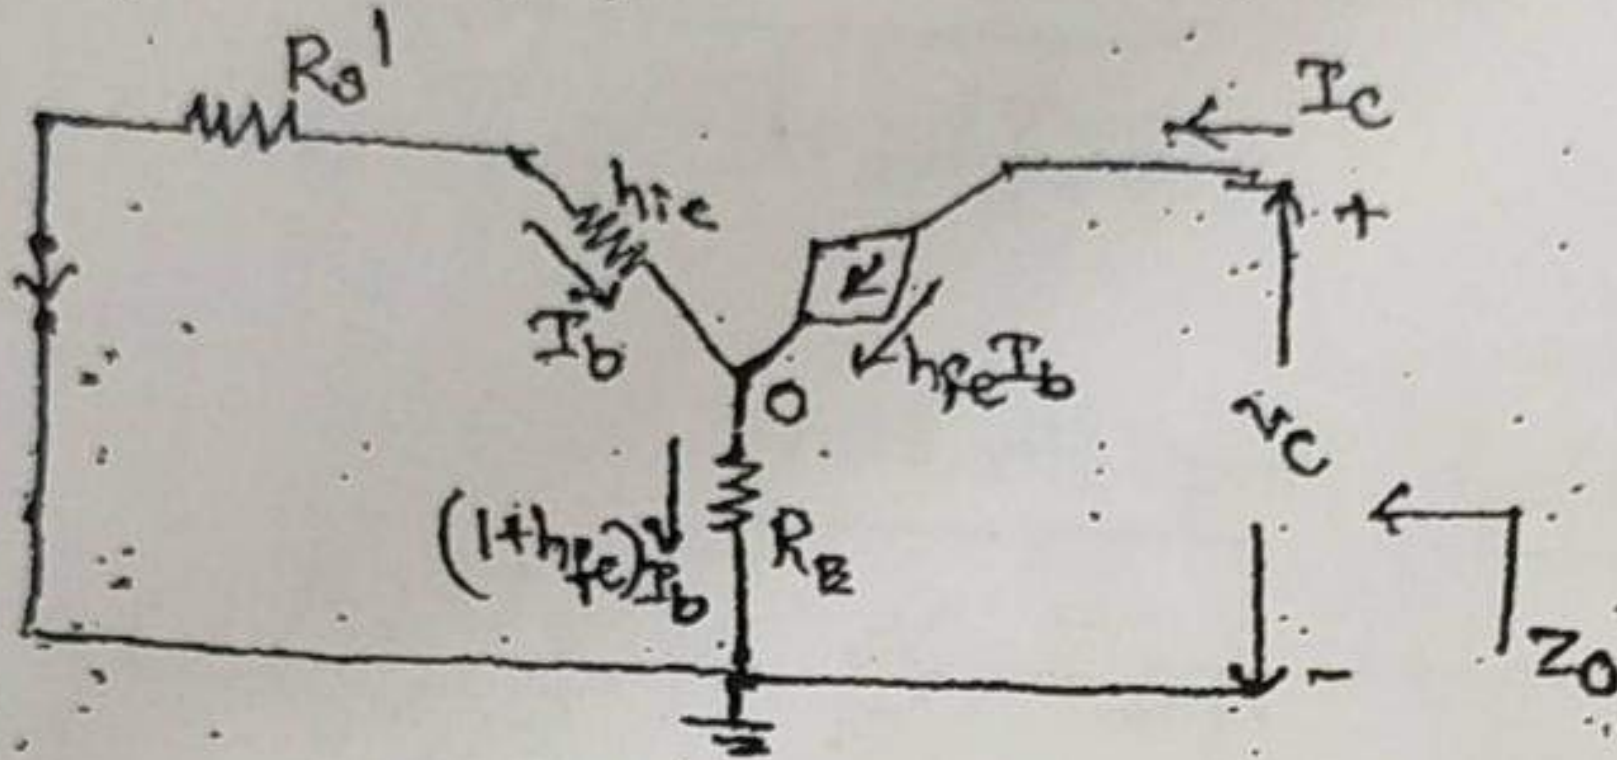 Rs'
Ic
+
hie
Ib
hfeIb
O
vc
(1+hfe)Ib
RE
-
Zo